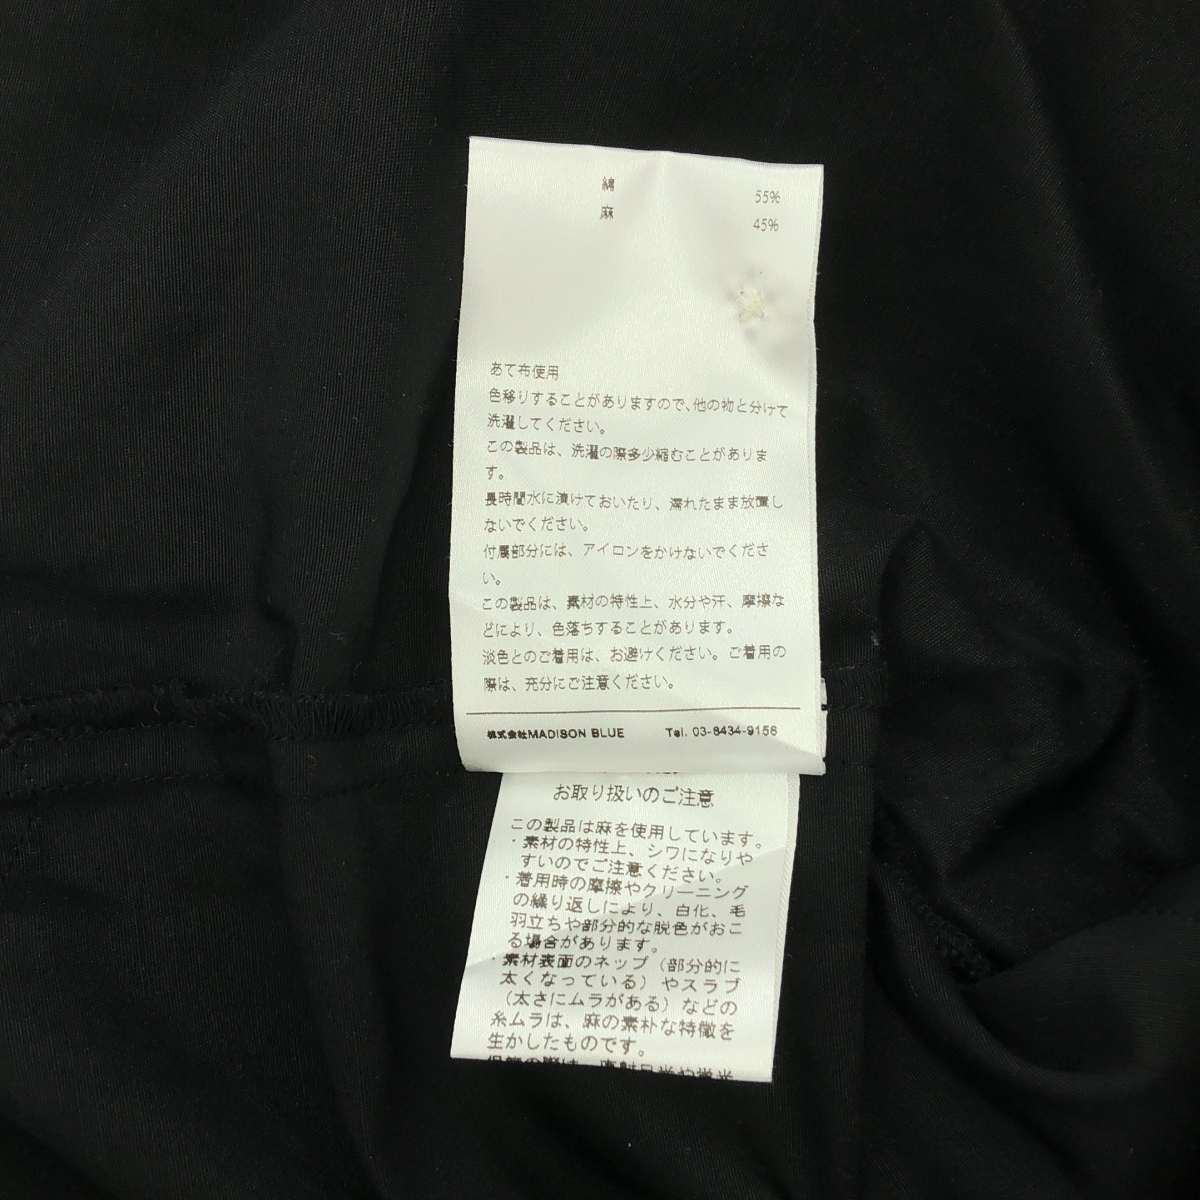 綿 55%
麻 45%
あて布使用
色移りすることがありますので、他の物と分けて
洗濯してください。
この製品は、洗濯の際多少縮むことがありま
す。
長時間水に漬けておいたり、濡れたまま放置し
ないでください。
付属部分には、アイロンをかけないでくださ
い。
この製品は、素材の特性上、水分や汗、摩擦な
どにより、色落ちすることがあります。
淡色とのご着用は、お避けください。ご着用の
際は、充分にご注意ください。
株式会社MADISON BLUE Tel. 03-6434-9156
お取り扱いのご注意
この製品は麻を使用しています。
・素材の特性上、シワになりや
すいのでご注意ください。
・着用時の摩擦やクリーニング
の繰り返しにより、白化、毛
羽立ちや部分的な脱色がおこ
る場合があります。
・素材表面のネップ（部分的に
太くなっている）やスラブ
（太さにムラがある）などの
糸ムラは、麻の素朴な特徴を
生かしたものです。
保管の際は、直射日光や蛍光